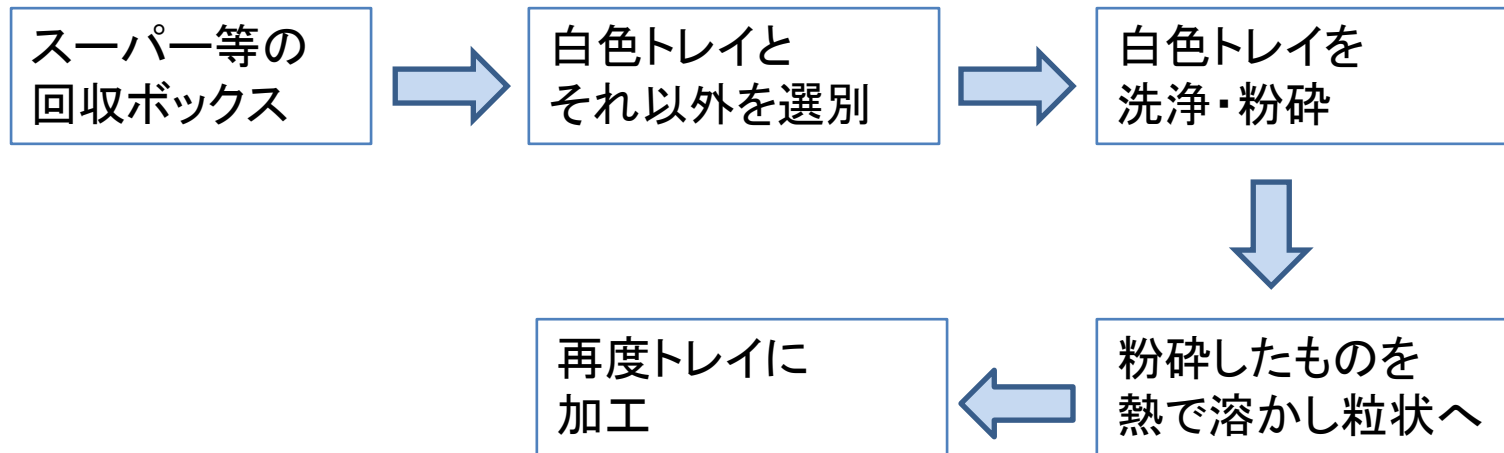 スーパー等の
回収ボックス
白色トレイと
それ以外を選別
白色トレイを
洗浄・粉砕
粉砕したものを
熱で溶かし粒状へ
再度トレイに
加工